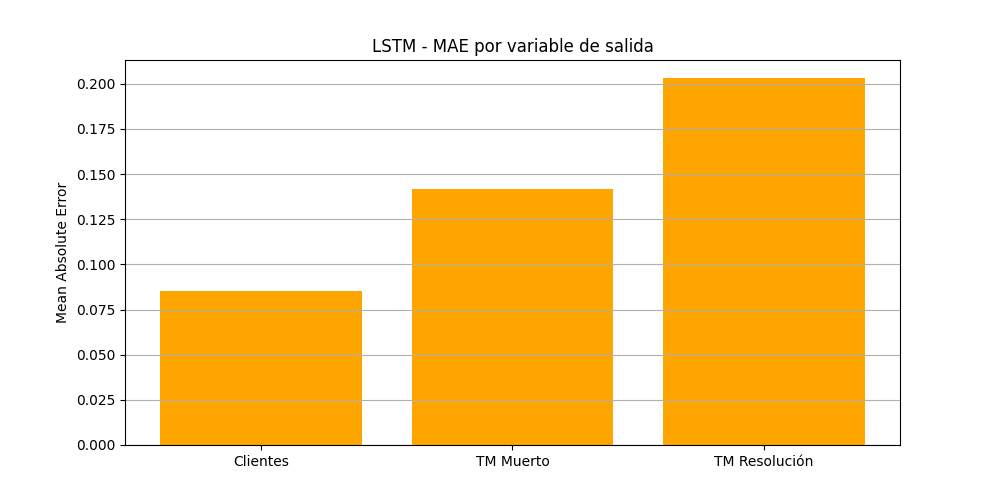 LSTM - MAE por variable de salida
Mean Absolute Error
0.200
0.175
0.150
0.125
0.100
0.075
0.050
0.025
0.000
Clientes
TM Muerto
TM Resolución